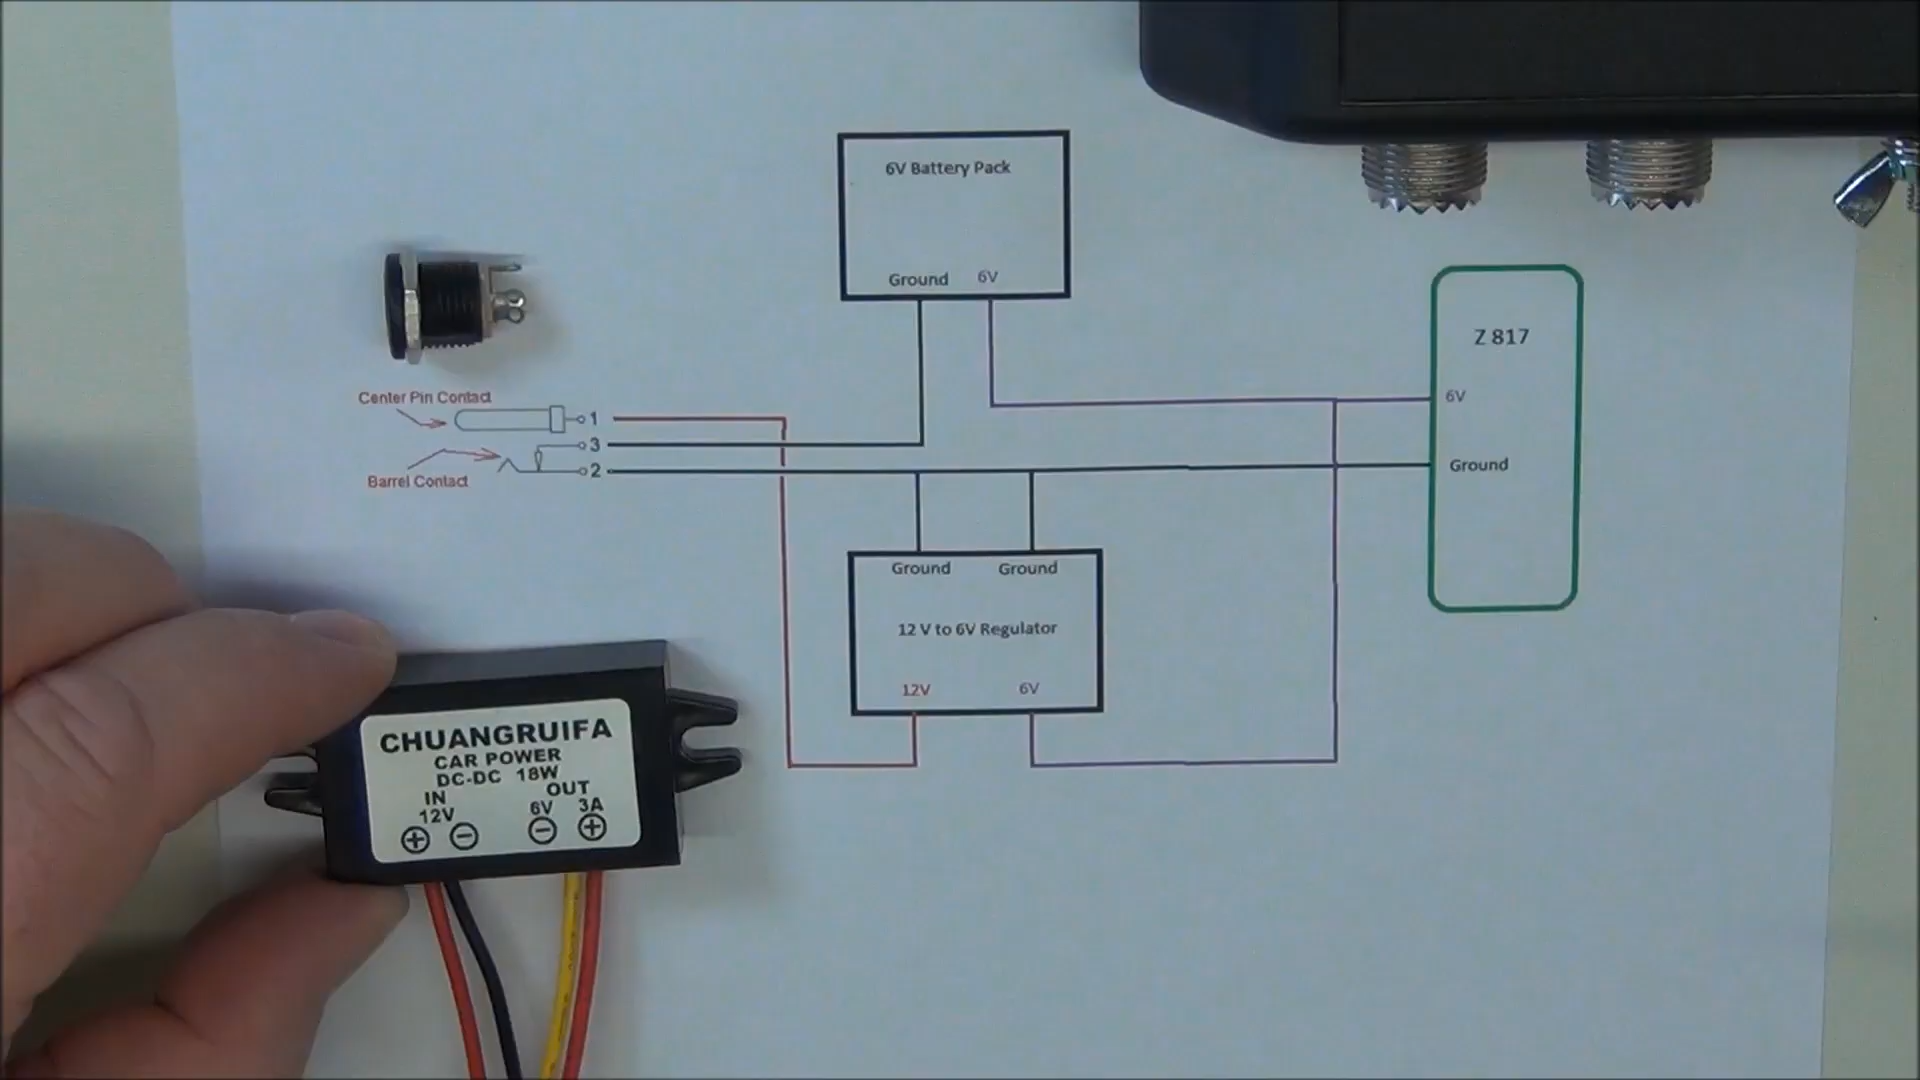 6V Battery Pack
Ground 6V
Z 817
6V
Ground
Center Pin Contact
1
3
2
Barrel Contact
Ground Ground
12 V to 6V Regulator
12V 6V
CHUANGRUIFA
CAR POWER
DC-DC 18W
IN OUT
12V 6V 3A
+ - - +